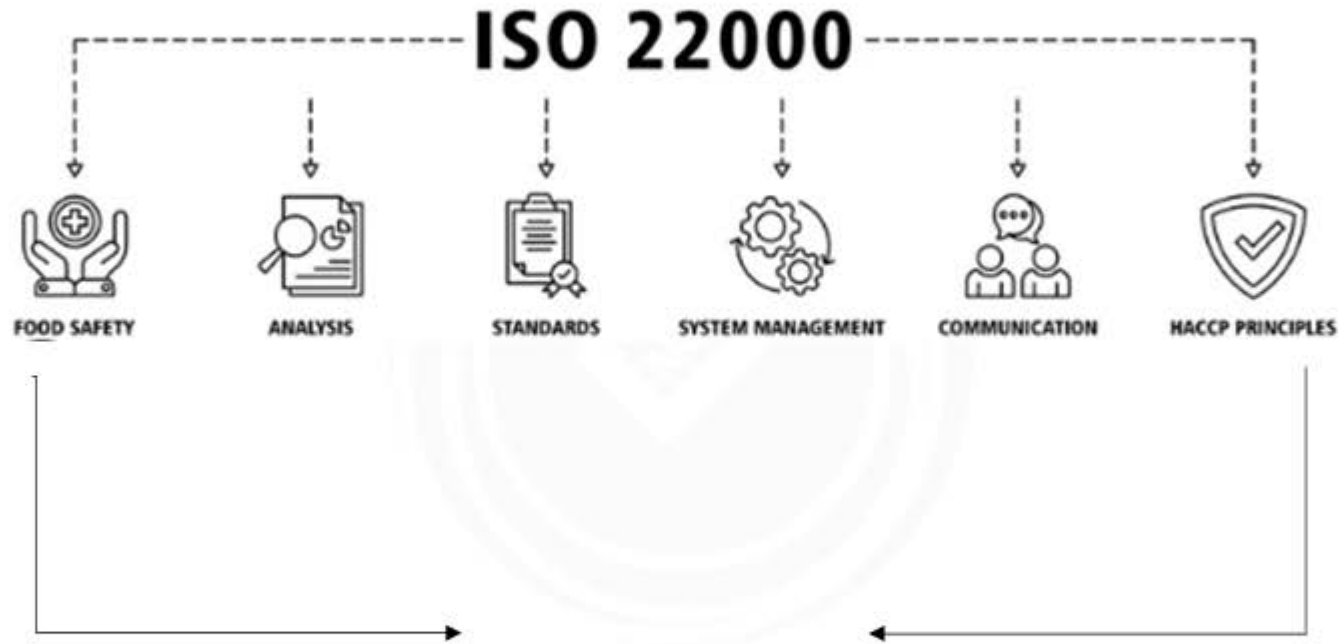 ISO 22000
FOOD SAFETY
ANALYSIS
STANDARDS
SYSTEM MANAGEMENT
COMMUNICATION
HACCP PRINCIPLES